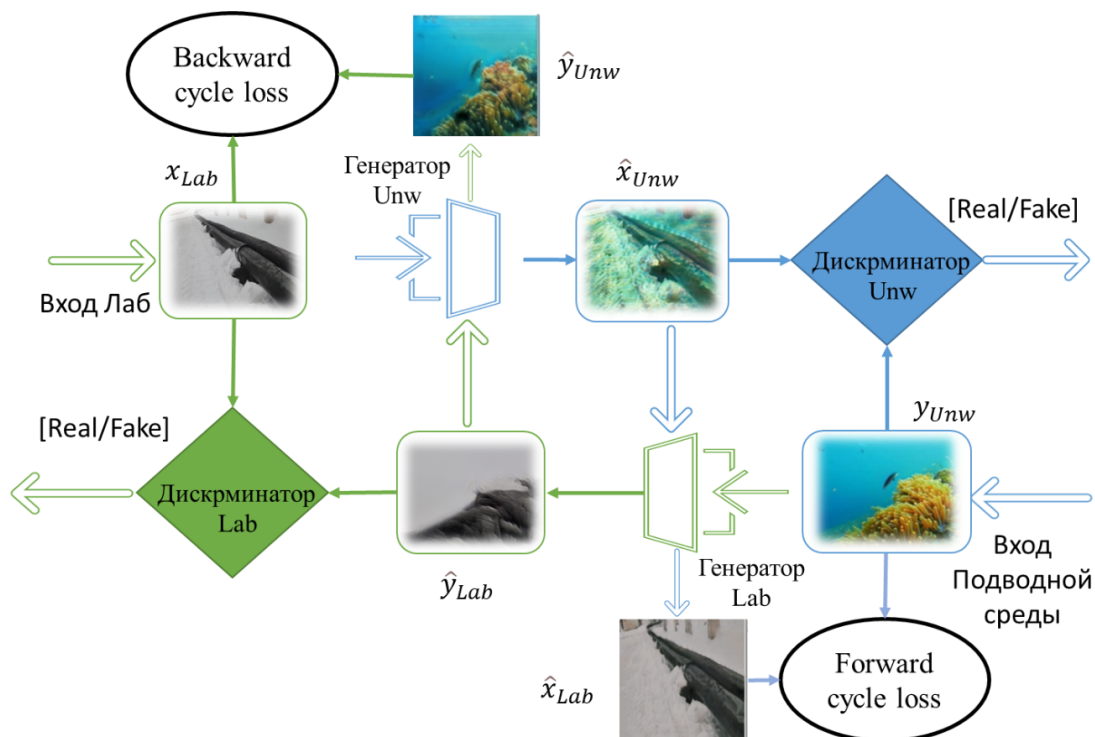 Backward
cycle loss
ŷ_Unw
x_Lab
Генератор
Unw
x̂_Unw
[Real/Fake]
Дискрминатор
Unw
Вход Лаб
[Real/Fake]
y_Unw
Дискрминатор
Lab
ŷ_Lab
Генератор
Lab
Вход
Подводной
среды
x̂_Lab
Forward
cycle loss